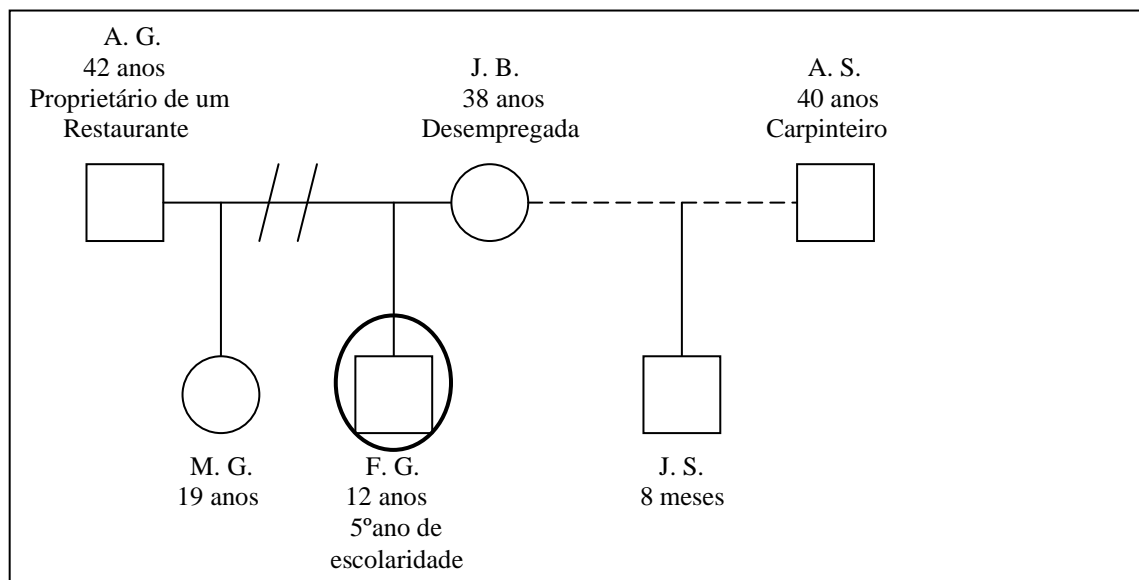 A. G.
42 anos
Proprietário de um
Restaurante
J. B.
38 anos
Desempregada
A. S.
40 anos
Carpinteiro
M. G.
19 anos
F. G.
12 anos
5ºano de
escolaridade
J. S.
8 meses